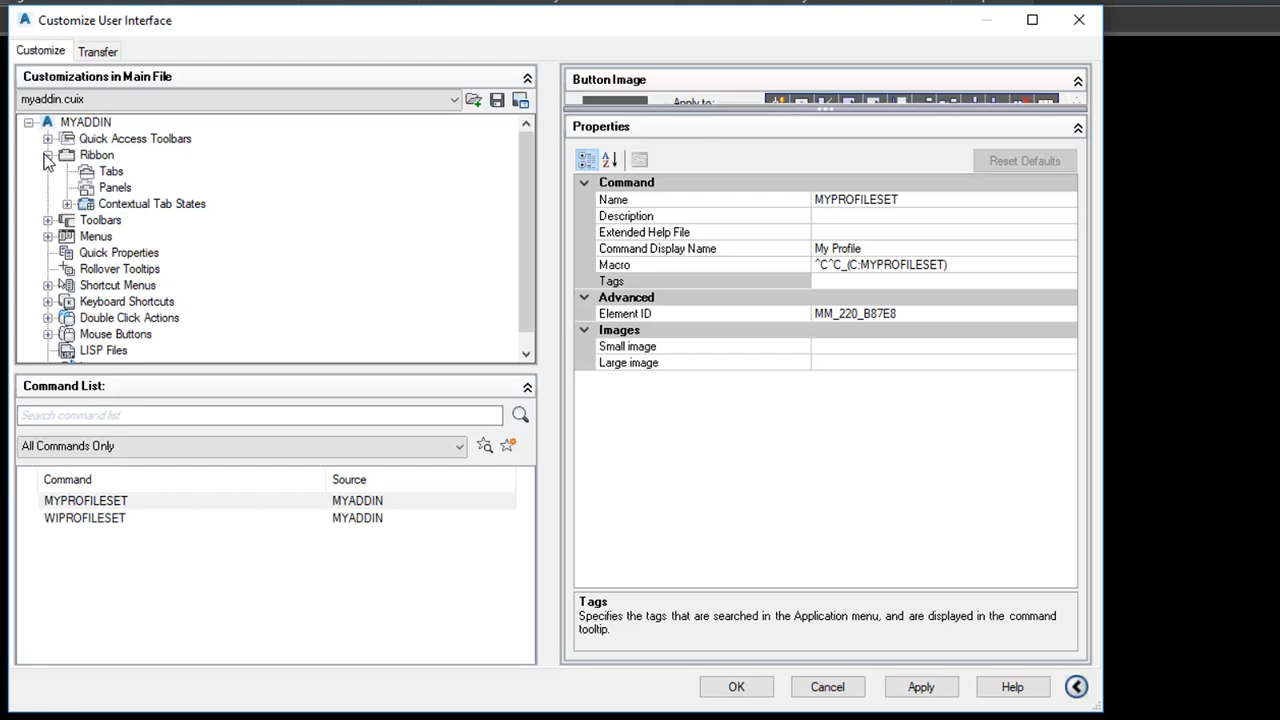 Customize User Interface
Customize
Transfer
Customizations in Main File
myaddin.cuix
MYADDIN
Quick Access Toolbars
Ribbon
Tabs
Panels
Contextual Tab States
Toolbars
Menus
Quick Properties
Rollover Tooltips
Shortcut Menus
Keyboard Shortcuts
Double Click Actions
Mouse Buttons
LISP Files
Command List:
Search command list
All Commands Only
Command Source
MYPROFILESET MYADDIN
WIPROFILESET MYADDIN
Button Image
Apply to:
Properties
Reset Defaults
Command
Name MYPROFILESET
Description
Extended Help File
Command Display Name My Profile
Macro ^C^C_(C:MYPROFILESET)
Tags
Advanced
Element ID MM_220_B87E8
Images
Small image
Large image
Tags
Specifies the tags that are searched in the Application menu, and are displayed in the command
tooltip.
OK
Cancel
Apply
Help